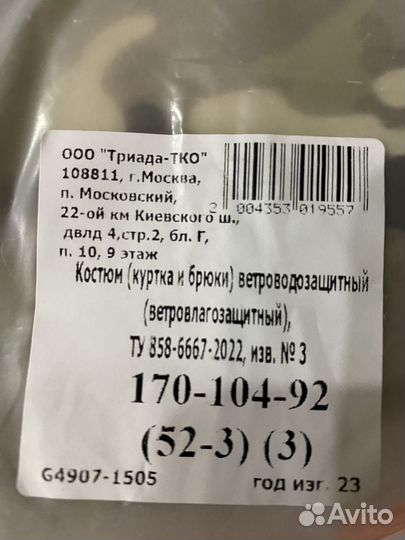 ООО "Триада-ТКО"
108811, г.Москва,
п. Московский,
22-ой км Киевского ш.,
двлд 4,стр.2, бл. Г,
п. 10, 9 этаж
2 004353 019557
Костюм (куртка и брюки) ветроводозащитный
(ветровлагозащитный),
ТУ 858-6667-2022, изв. № 3
170-104-92
(52-3) (3)
G4907-1505
год изг. 23
Avito